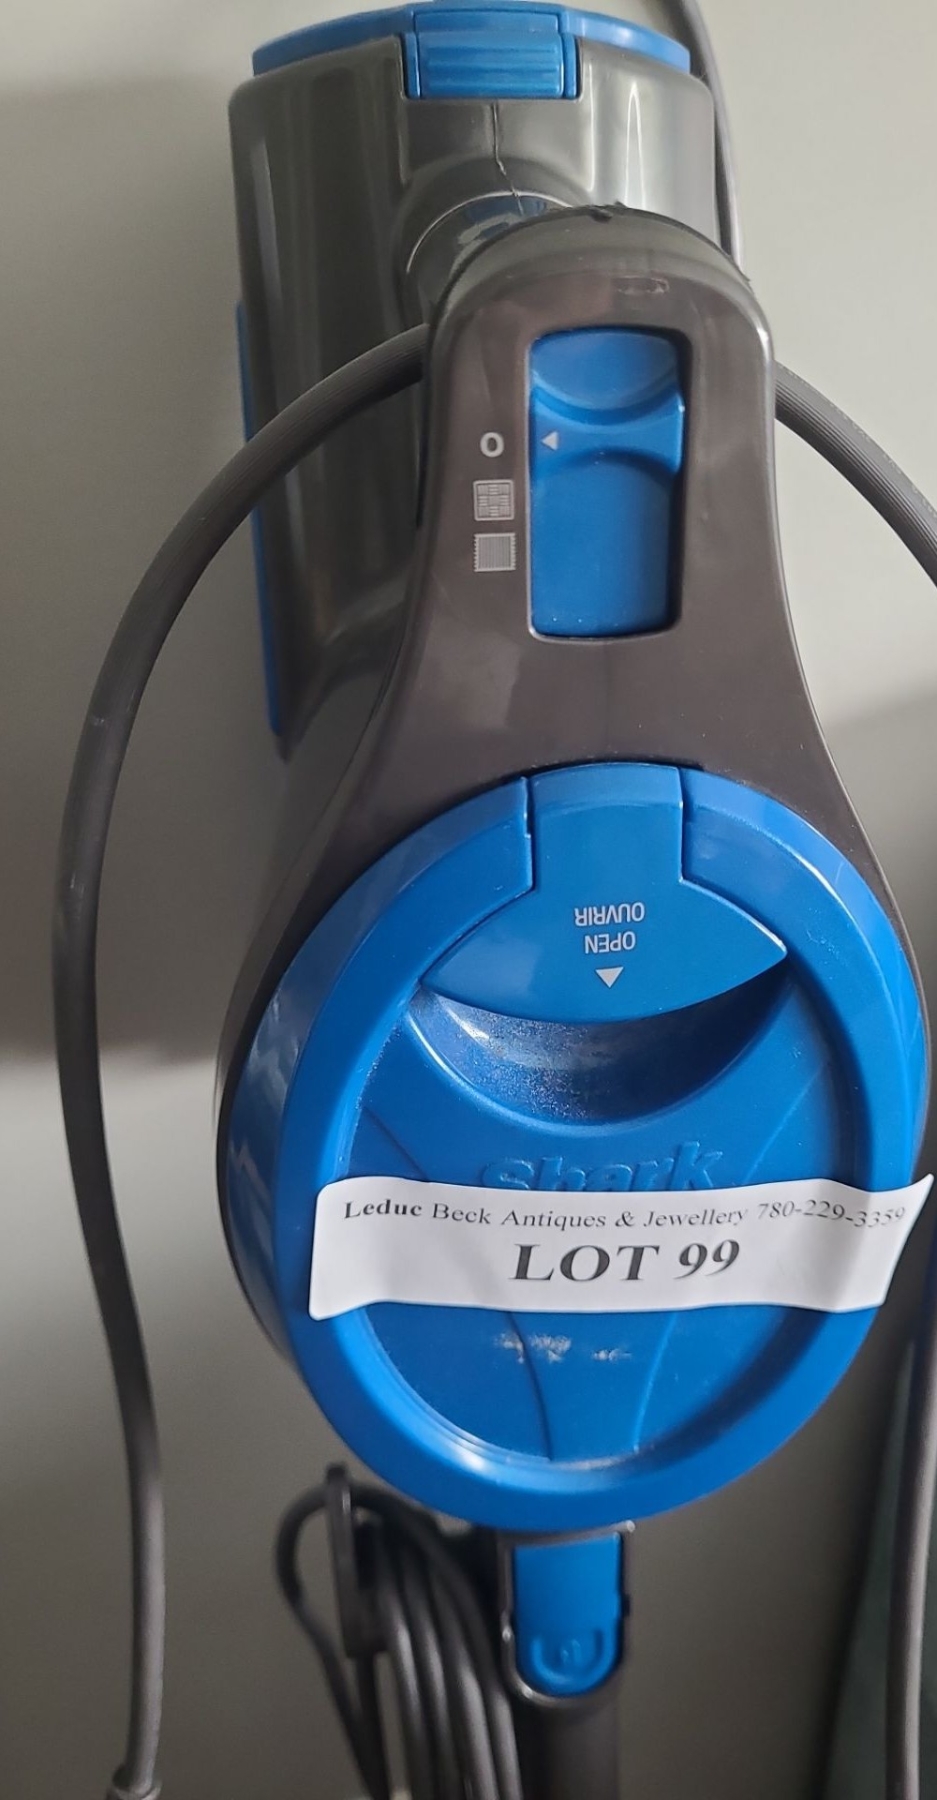 O
OPEN
OUVRIR
Shark
Leduc Beck Antiques & Jewellery 780-229-3359
LOT 99